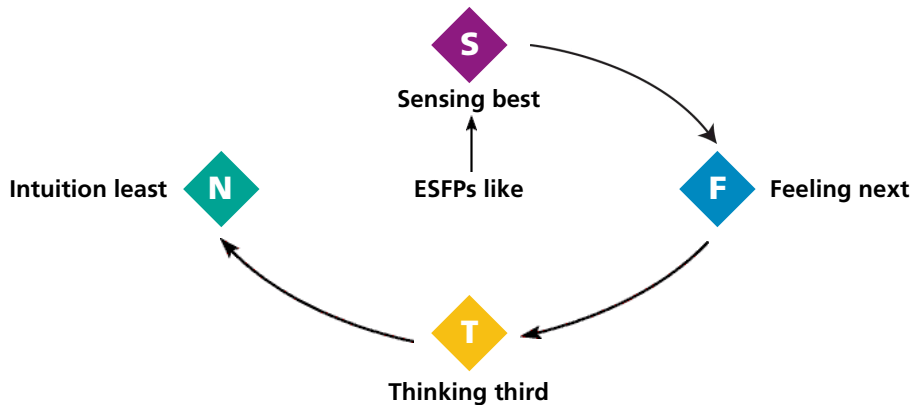 S
Sensing best
Intuition least
N
ESFPs like
F
Feeling next
T
Thinking third